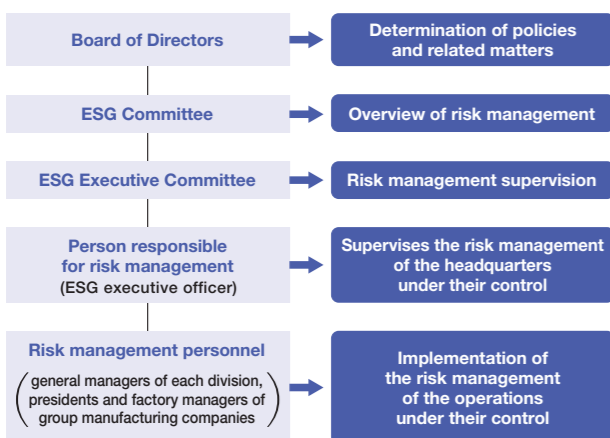 Board of Directors
Determination of policies
and related matters
ESG Committee
Overview of risk management
ESG Executive Committee
Risk management supervision
Person responsible
for risk management
(ESG executive officer)
Supervises the risk management
of the headquarters
under their control
Risk management personnel
(general managers of each division,
presidents and factory managers of
group manufacturing companies)
Implementation of
the risk management
of the operations
under their control